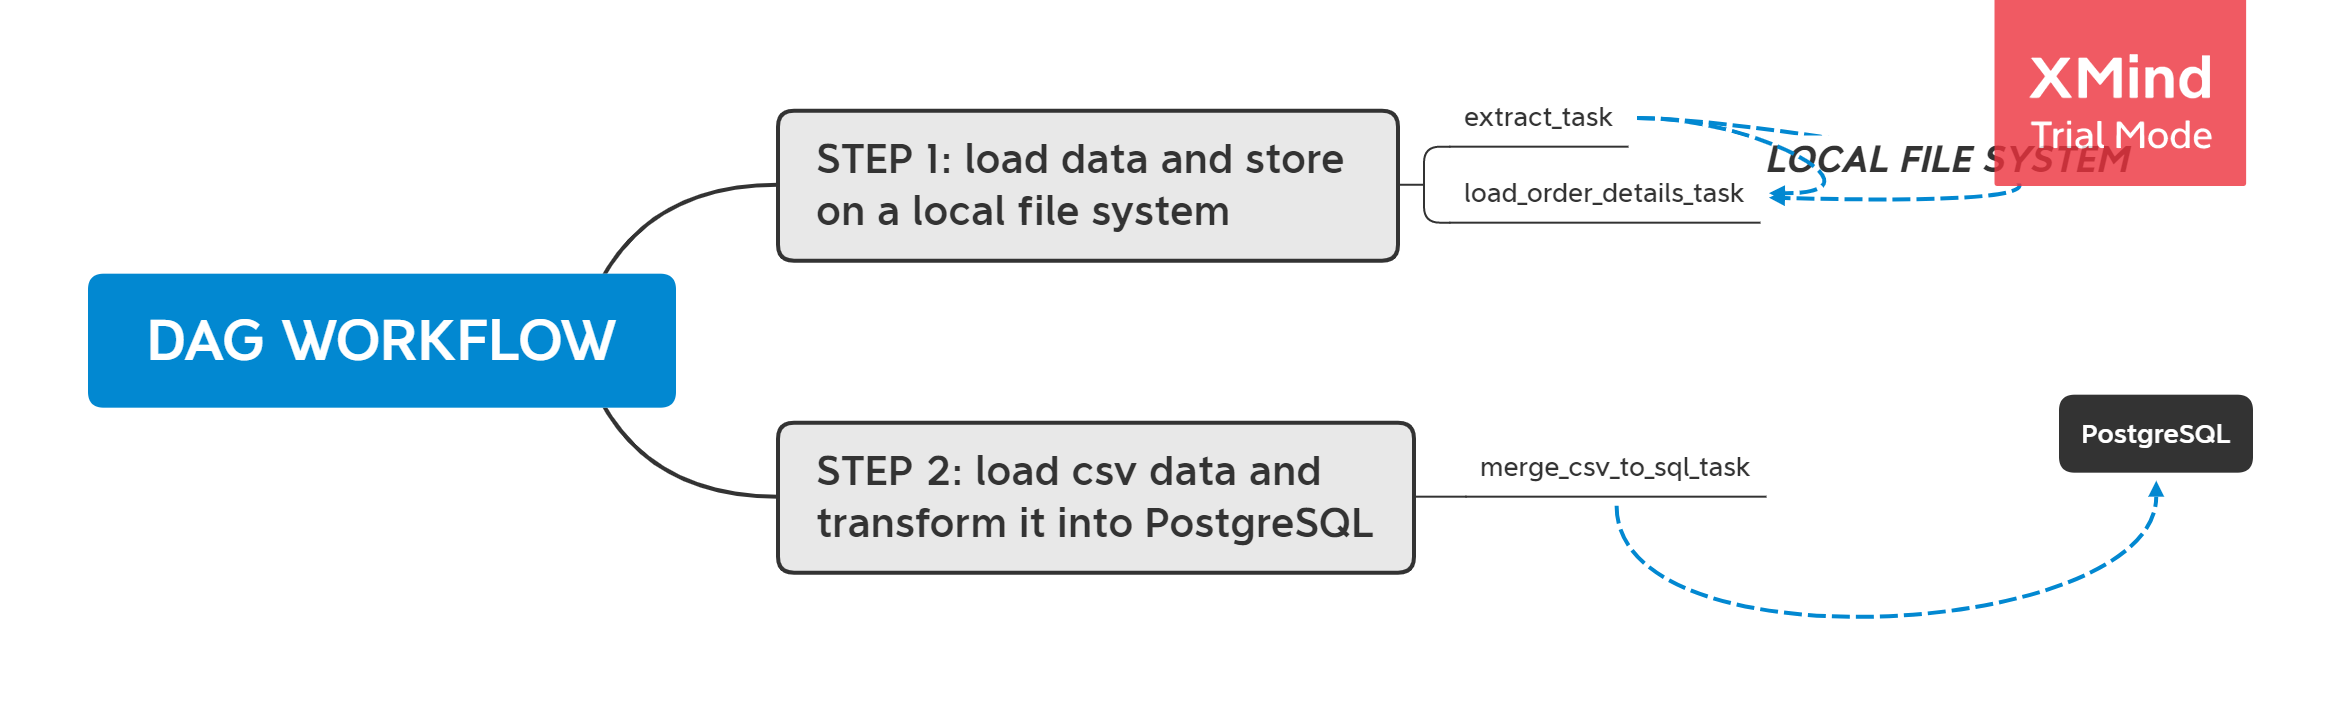 XMind
Trial Mode
extract_task
STEP 1: load data and store
on a local file system
LOCAL FILE SYSTEM
load_order_details_task
DAG WORKFLOW
PostgreSQL
STEP 2: load csv data and
transform it into PostgreSQL
merge_csv_to_sql_task